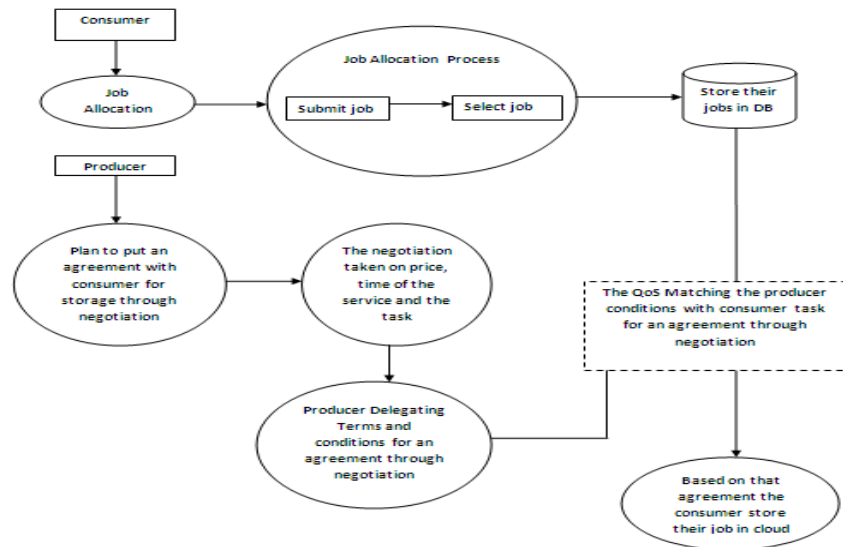 Consumer
Job
Allocation
Job Allocation Process
Submit job
Select job
Store their
jobs in DB
Producer
Plan to put an
agreement with
consumer for
storage through
negotiation
The negotiation
taken on price,
time of the
service and the
task
The QoS Matching the producer
conditions with consumer task
for an agreement through
negotiation
Producer Delegating
Terms and
conditions for an
agreement through
negotiation
Based on that
agreement the
consumer store
their job in cloud